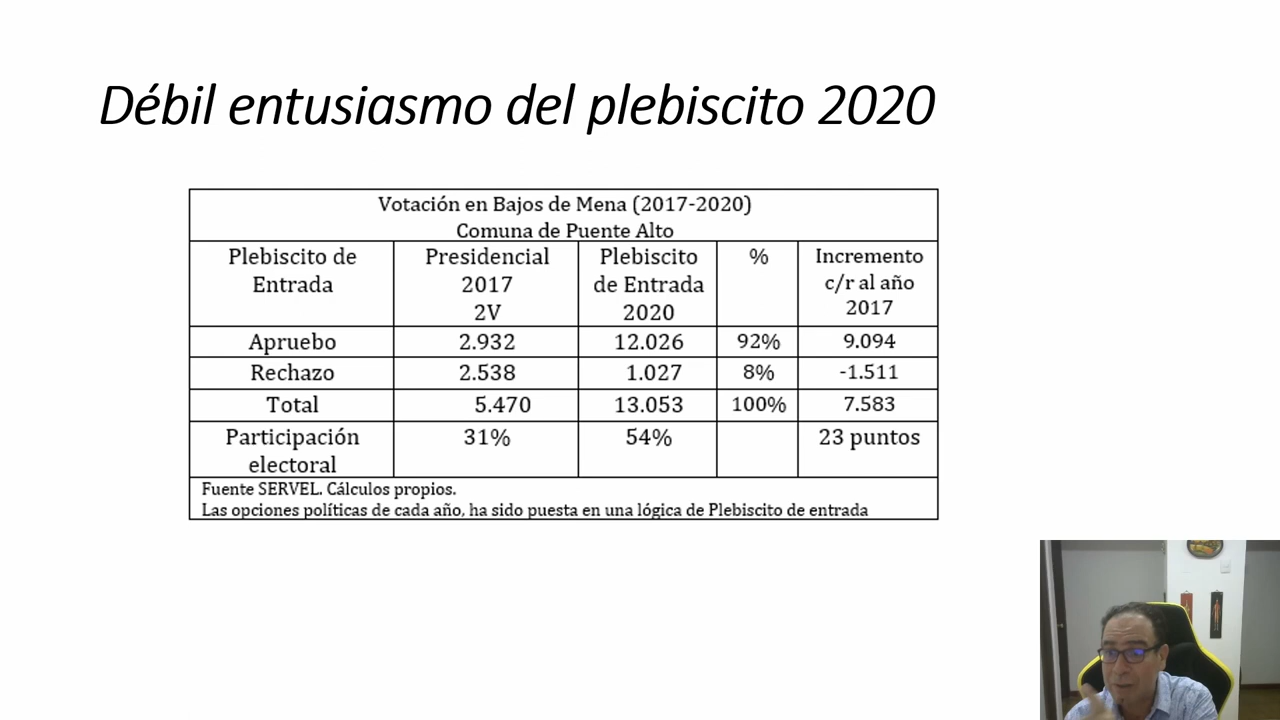 Débil entusiasmo del plebiscito 2020
Votación en Bajos de Mena (2017-2020)
Comuna de Puente Alto
Plebiscito de Entrada Presidencial 2017 2V Plebiscito de Entrada 2020 % Incremento c/r al año 2017
Apruebo 2.932 12.026 92% 9.094
Rechazo 2.538 1.027 8% -1.511
Total 5.470 13.053 100% 7.583
Participación electoral 31% 54% 23 puntos
Fuente SERVEL. Cálculos propios.
Las opciones políticas de cada año, ha sido puesta en una lógica de Plebiscito de entrada